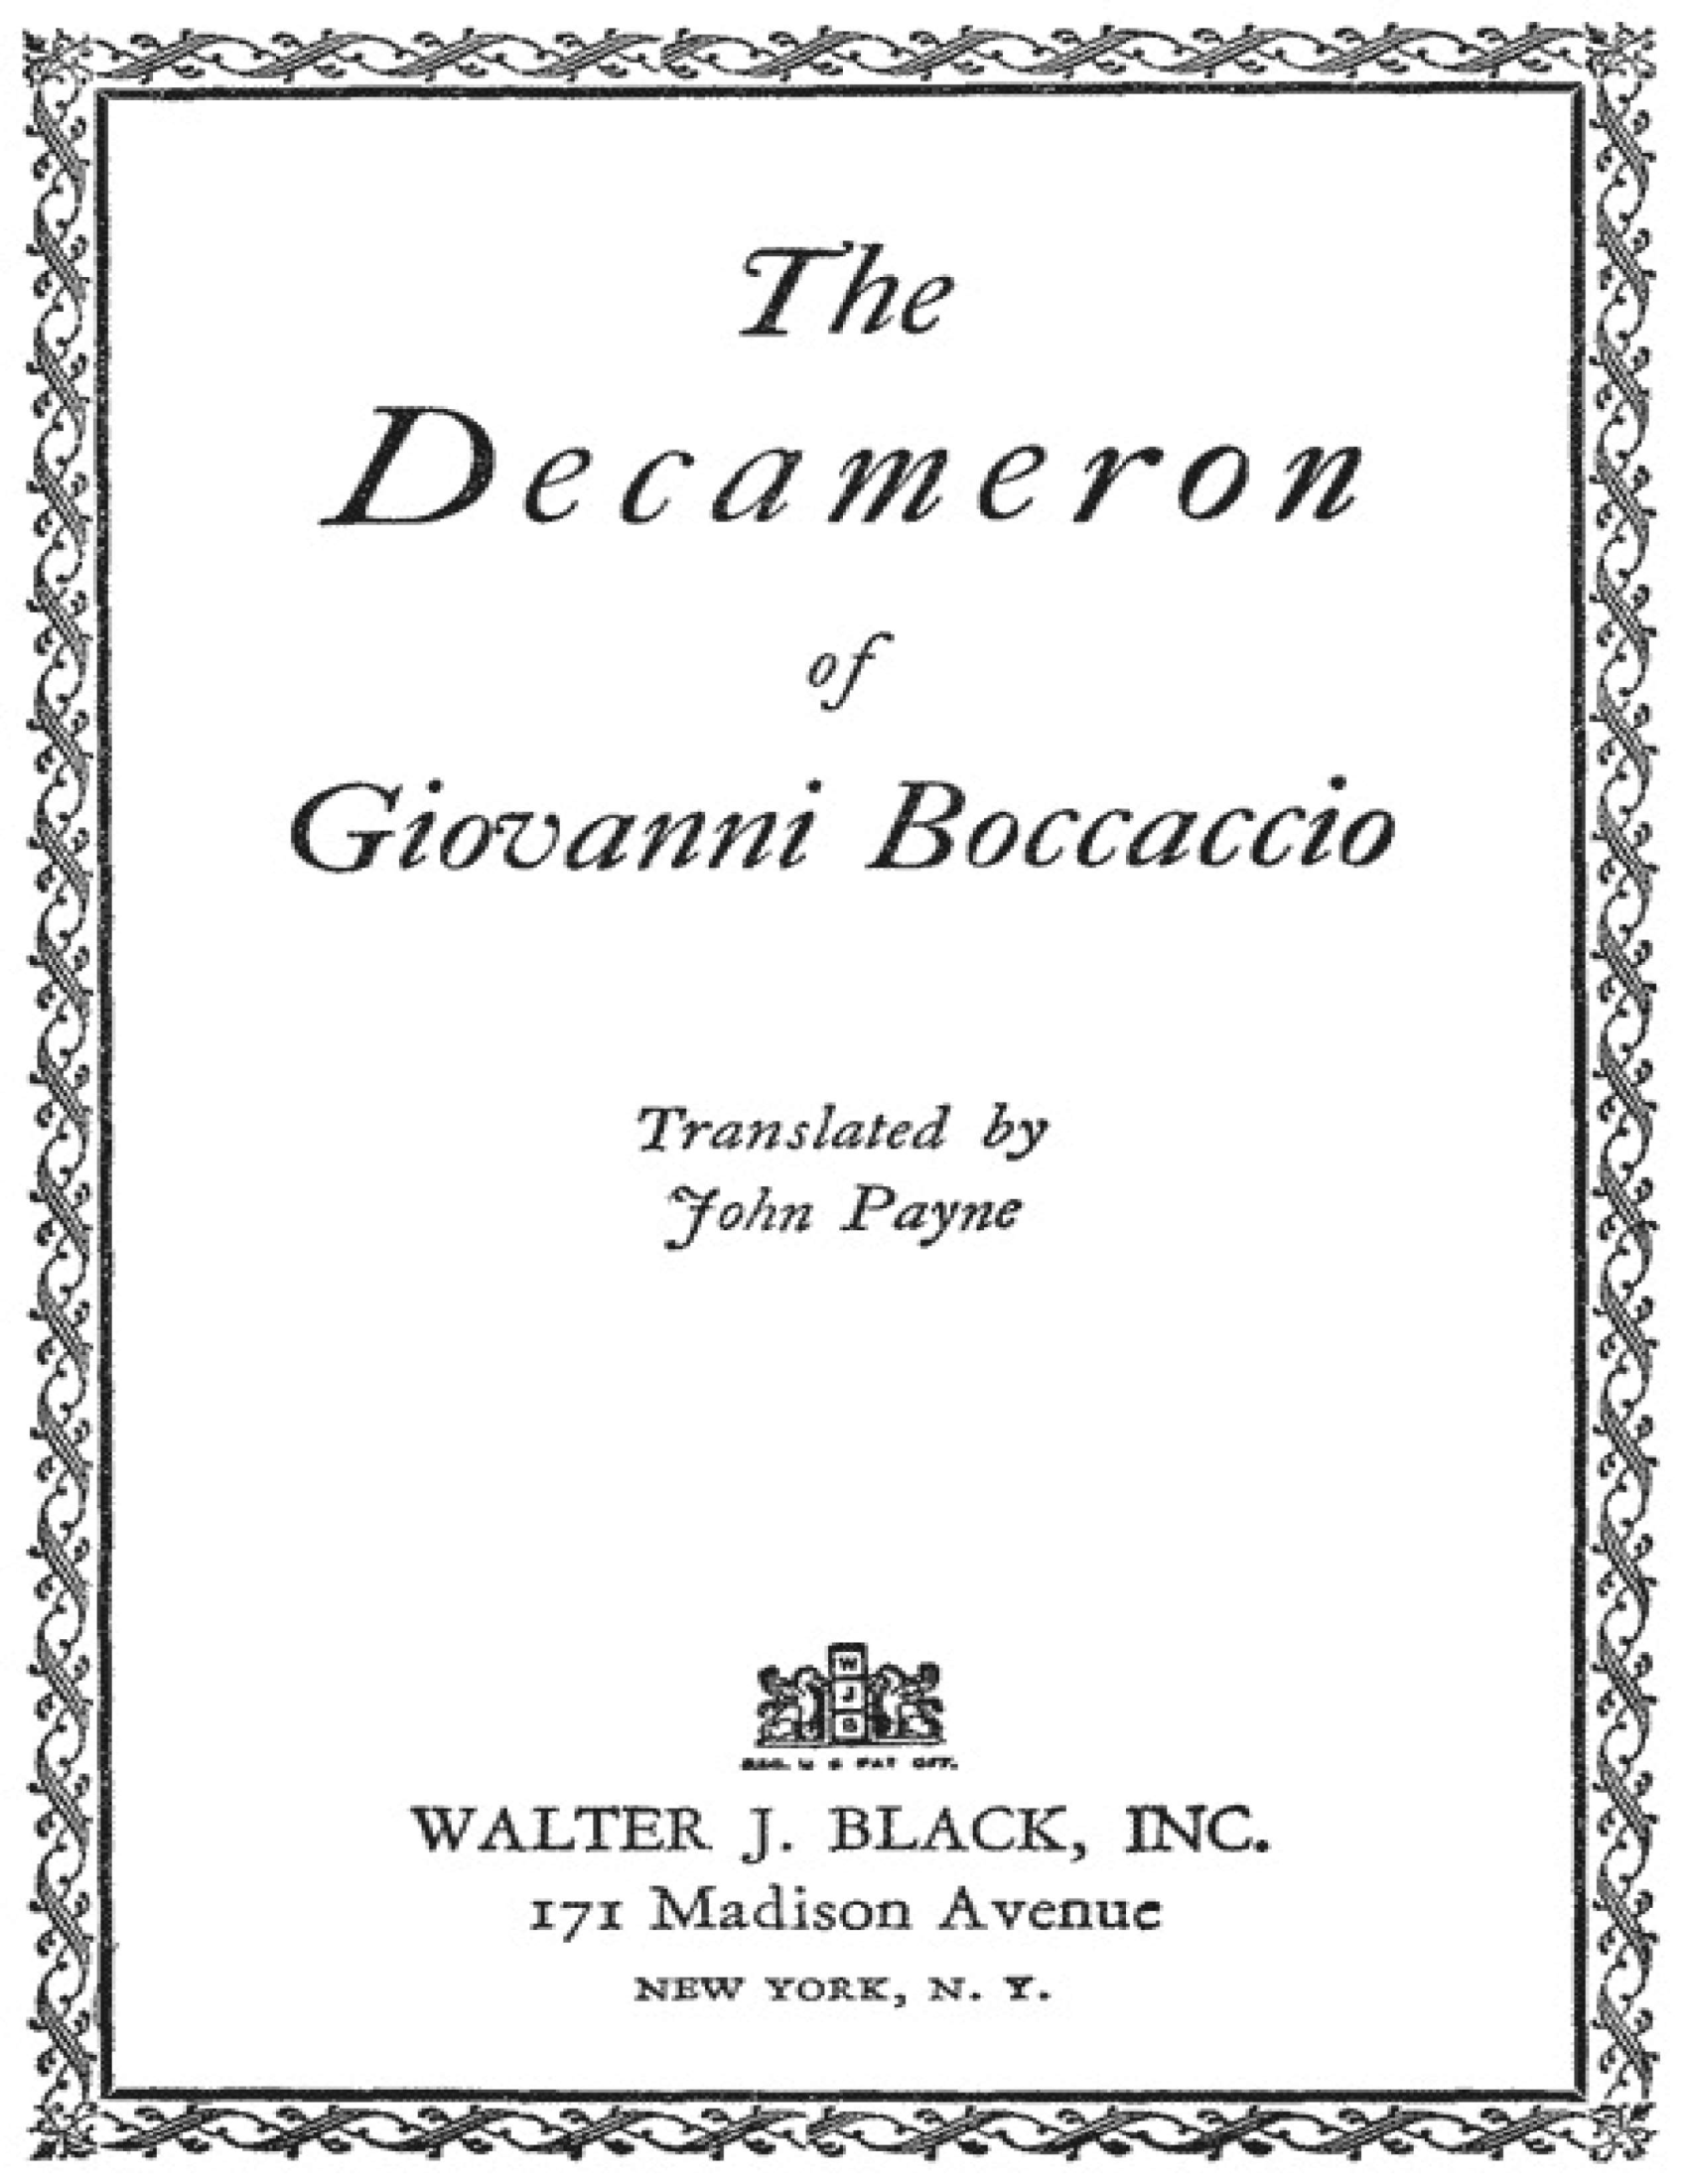 The
Decameron
of
Giovanni Boccaccio
Translated by
John Payne
W
J
REG. U S PAT OFF.
WALTER J. BLACK, INC.
171 Madison Avenue
NEW YORK, N. Y.